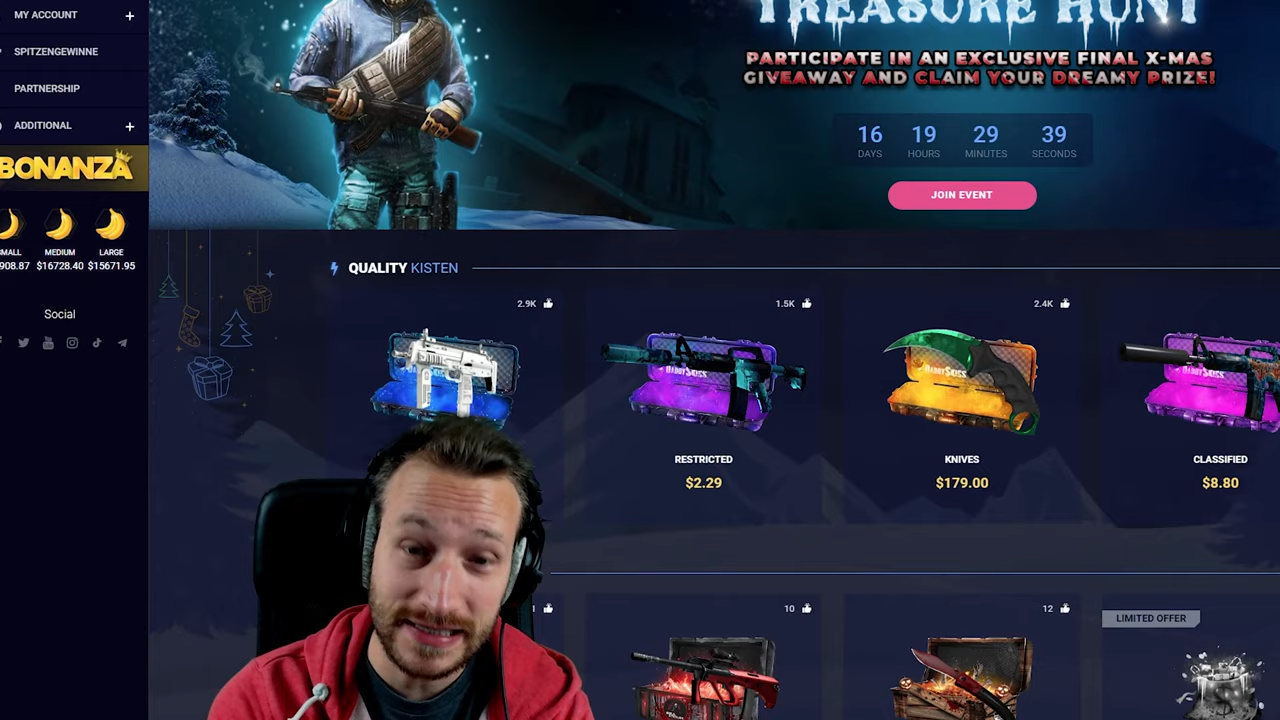 MY ACCOUNT
SPITZENGEWINNE
PARTNERSHIP
ADDITIONAL
BONANZA
MEDIUM LARGE
$16728.40 $15671.95
Social
TREASURE HUNT
PARTICIPATE IN AN EXCLUSIVE FINAL X-MAS
GIVEAWAY AND CLAIM YOUR DREAMY PRIZE!
16 19 29 39
DAYS HOURS MINUTES SECONDS
JOIN EVENT
QUALITY KISTEN
2.9K
1.5K
2.4K
RESTRICTED
$2.29
KNIVES
$179.00
CLASSIFIED
$8.80
10
12
LIMITED OFFER